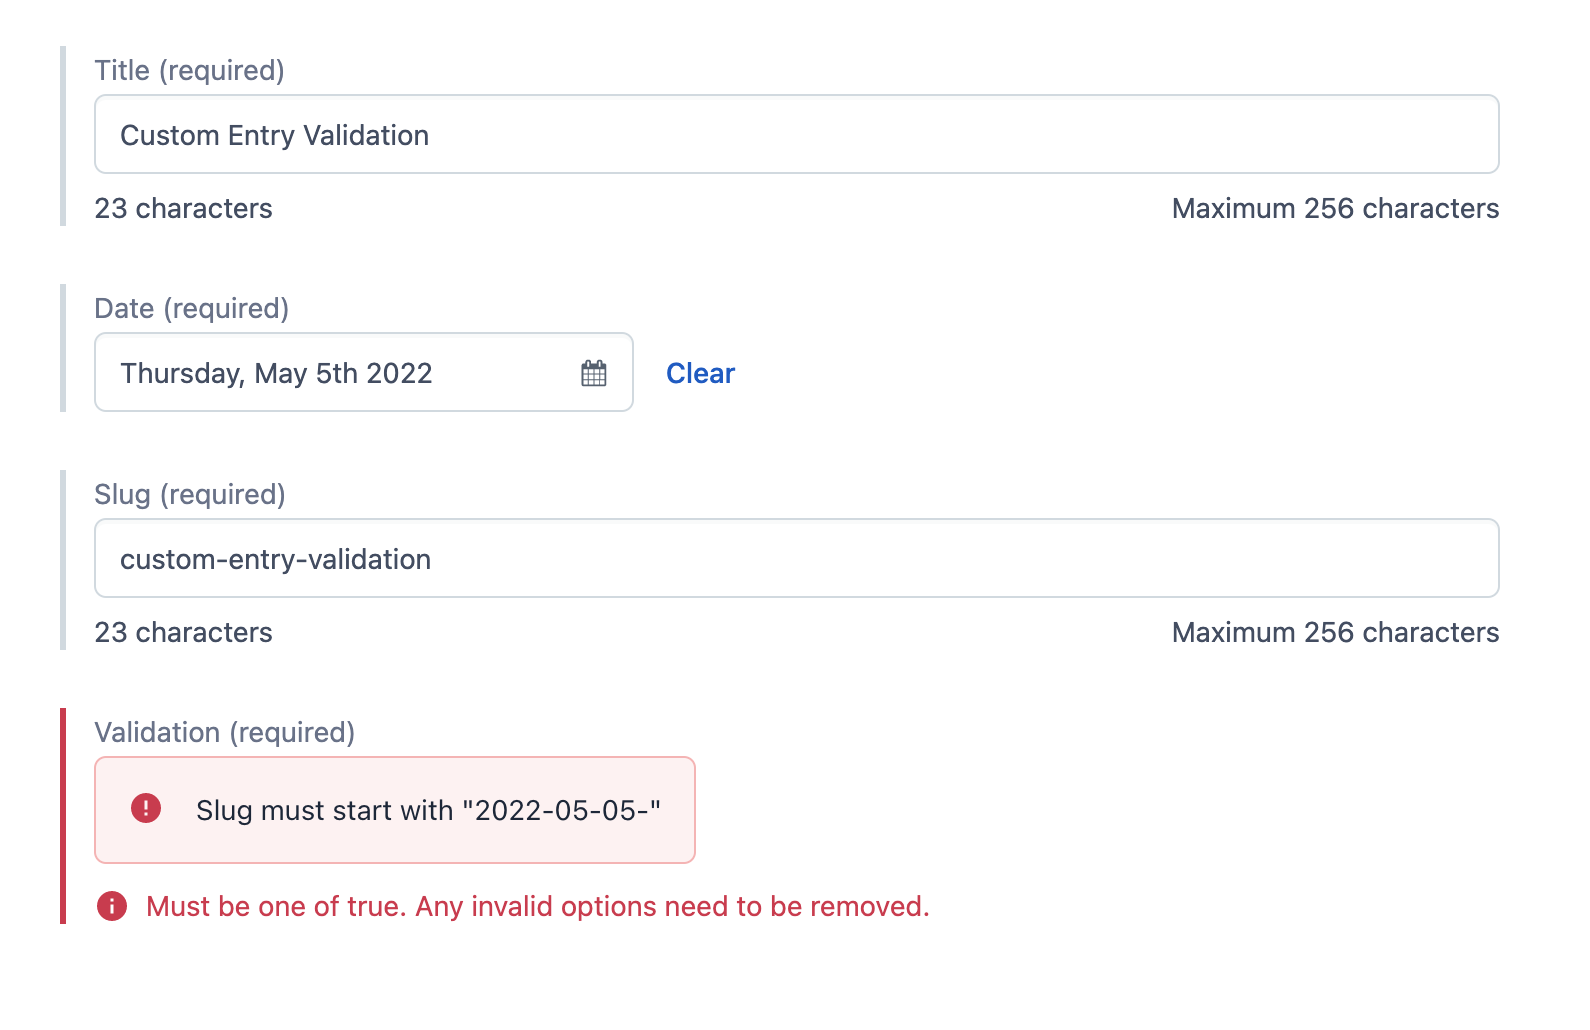 Title (required)
Custom Entry Validation
23 characters
Maximum 256 characters
Date (required)
Thursday, May 5th 2022
Clear
Slug (required)
custom-entry-validation
23 characters
Maximum 256 characters
Validation (required)
Slug must start with "2022-05-05-"
Must be one of true. Any invalid options need to be removed.